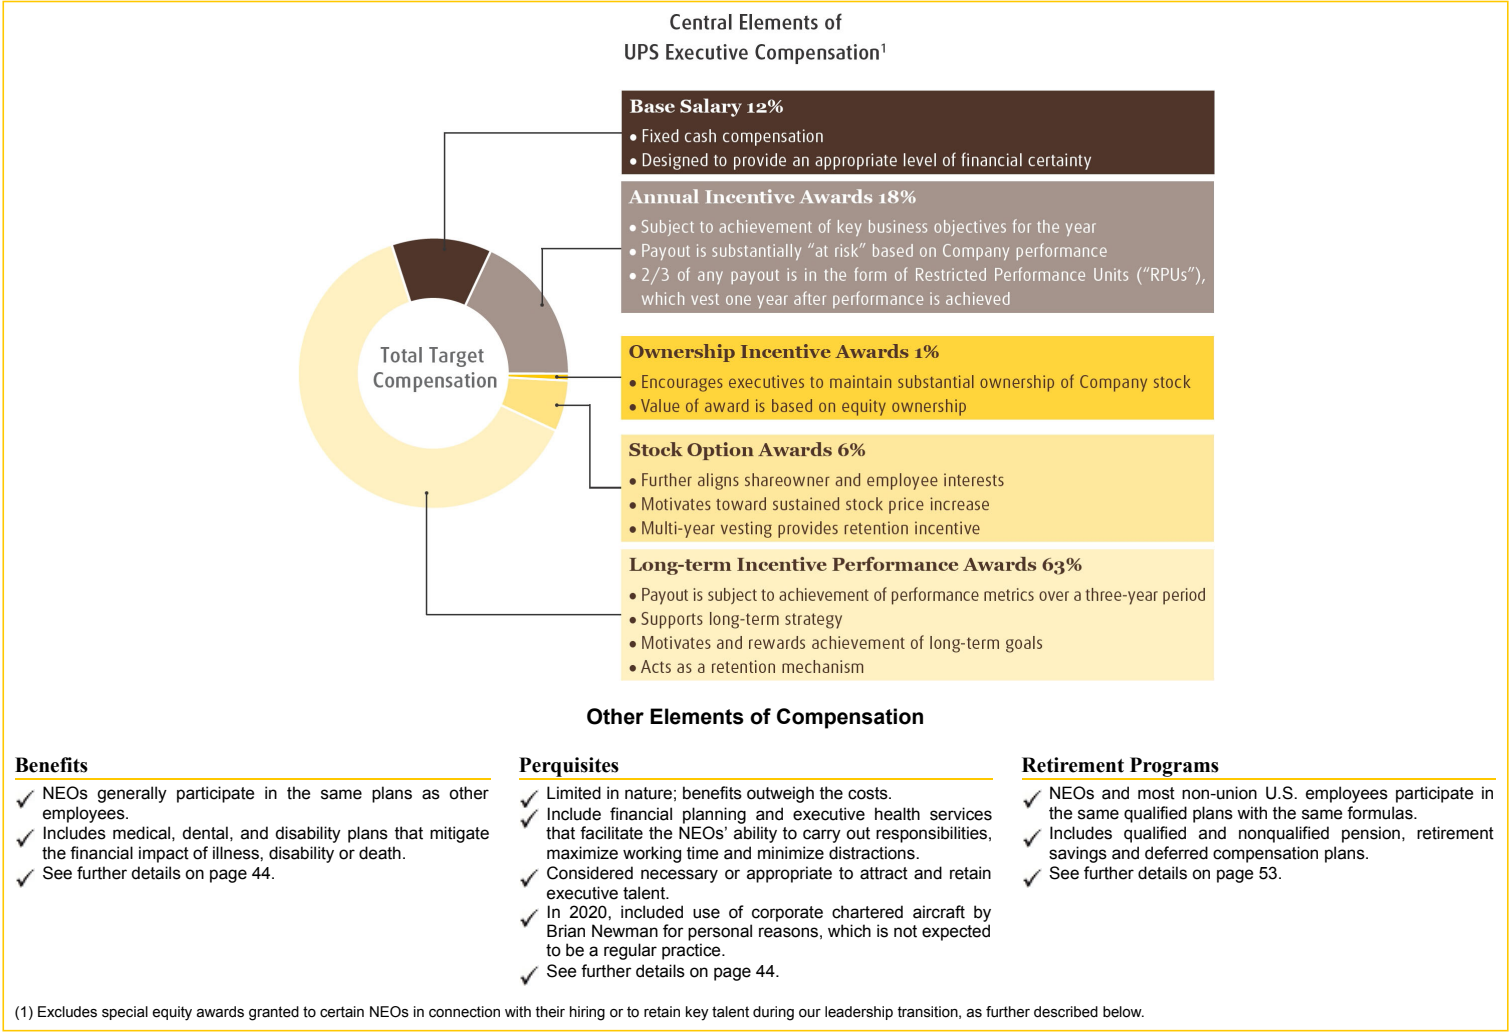 Central Elements of
UPS Executive Compensation¹
Base Salary 12%
• Fixed cash compensation
• Designed to provide an appropriate level of financial certainty
Annual Incentive Awards 18%
• Subject to achievement of key business objectives for the year
• Payout is substantially “at risk” based on Company performance
• 2/3 of any payout is in the form of Restricted Performance Units (“RPUs”),
which vest one year after performance is achieved
Total Target
Compensation
Ownership Incentive Awards 1%
• Encourages executives to maintain substantial ownership of Company stock
• Value of award is based on equity ownership
Stock Option Awards 6%
• Further aligns shareowner and employee interests
• Motivates toward sustained stock price increase
• Multi-year vesting provides retention incentive
Long-term Incentive Performance Awards 63%
• Payout is subject to achievement of performance metrics over a three-year period
• Supports long-term strategy
• Motivates and rewards achievement of long-term goals
• Acts as a retention mechanism
Other Elements of Compensation
Benefits
✓ NEOs generally participate in the same plans as other
employees.
✓ Includes medical, dental, and disability plans that mitigate
the financial impact of illness, disability or death.
✓ See further details on page 44.
Perquisites
✓ Limited in nature; benefits outweigh the costs.
✓ Include financial planning and executive health services
that facilitate the NEOs’ ability to carry out responsibilities,
maximize working time and minimize distractions.
✓ Considered necessary or appropriate to attract and retain
executive talent.
✓ In 2020, included use of corporate chartered aircraft by
Brian Newman for personal reasons, which is not expected
to be a regular practice.
✓ See further details on page 44.
Retirement Programs
✓ NEOs and most non-union U.S. employees participate in
the same qualified plans with the same formulas.
✓ Includes qualified and nonqualified pension, retirement
savings and deferred compensation plans.
✓ See further details on page 53.
(1) Excludes special equity awards granted to certain NEOs in connection with their hiring or to retain key talent during our leadership transition, as further described below.